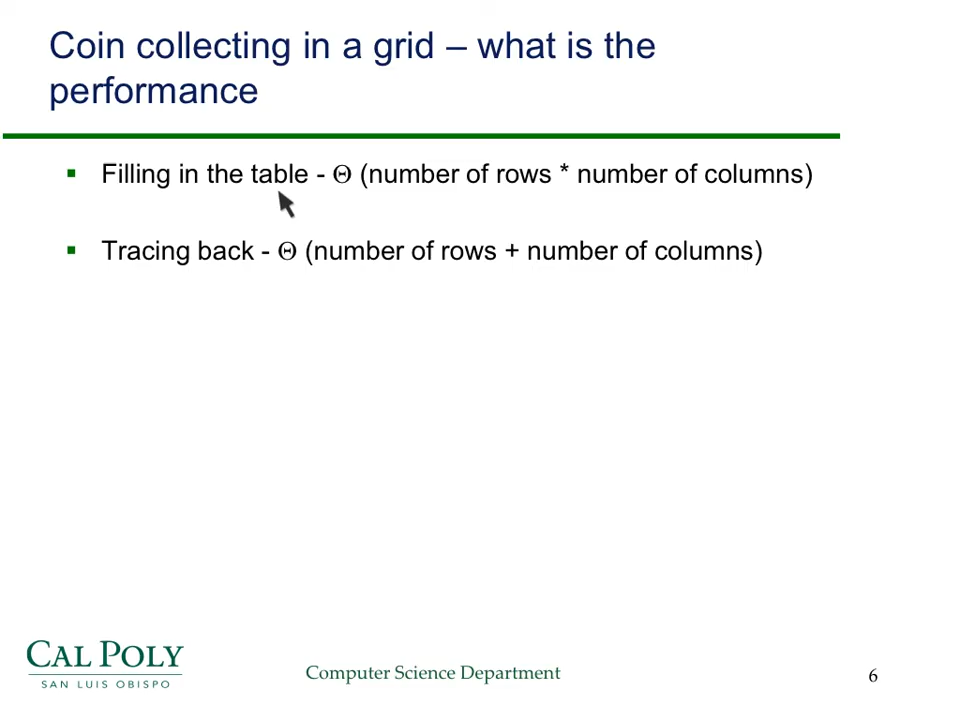 Coin collecting in a grid – what is the
performance
Filling in the table - Θ (number of rows * number of columns)
Tracing back - Θ (number of rows + number of columns)
CAL POLY
SAN LUIS OBISPO
Computer Science Department
6